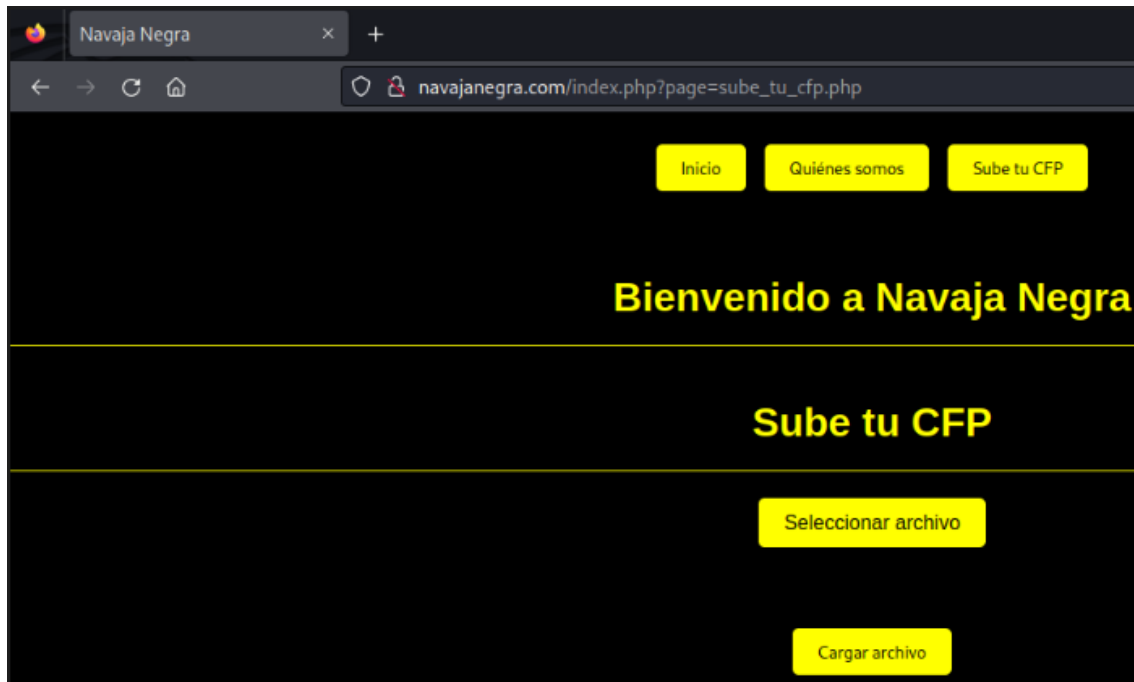 Navaja Negra
navajanegra.com/index.php?page=sube_tu_cfp.php
Inicio Quiénes somos Sube tu CFP
Bienvenido a Navaja Negra
Sube tu CFP
Seleccionar archivo
Cargar archivo